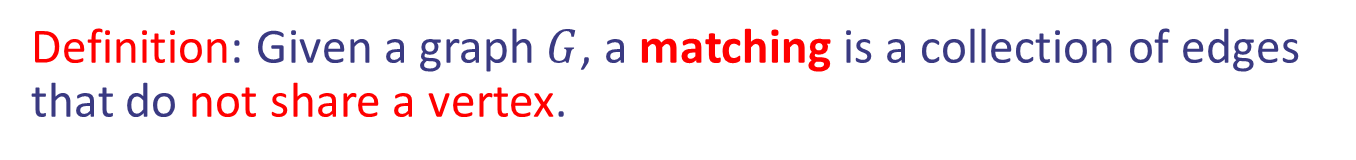 Definition: Given a graph G, a matching is a collection of edges
that do not share a vertex.